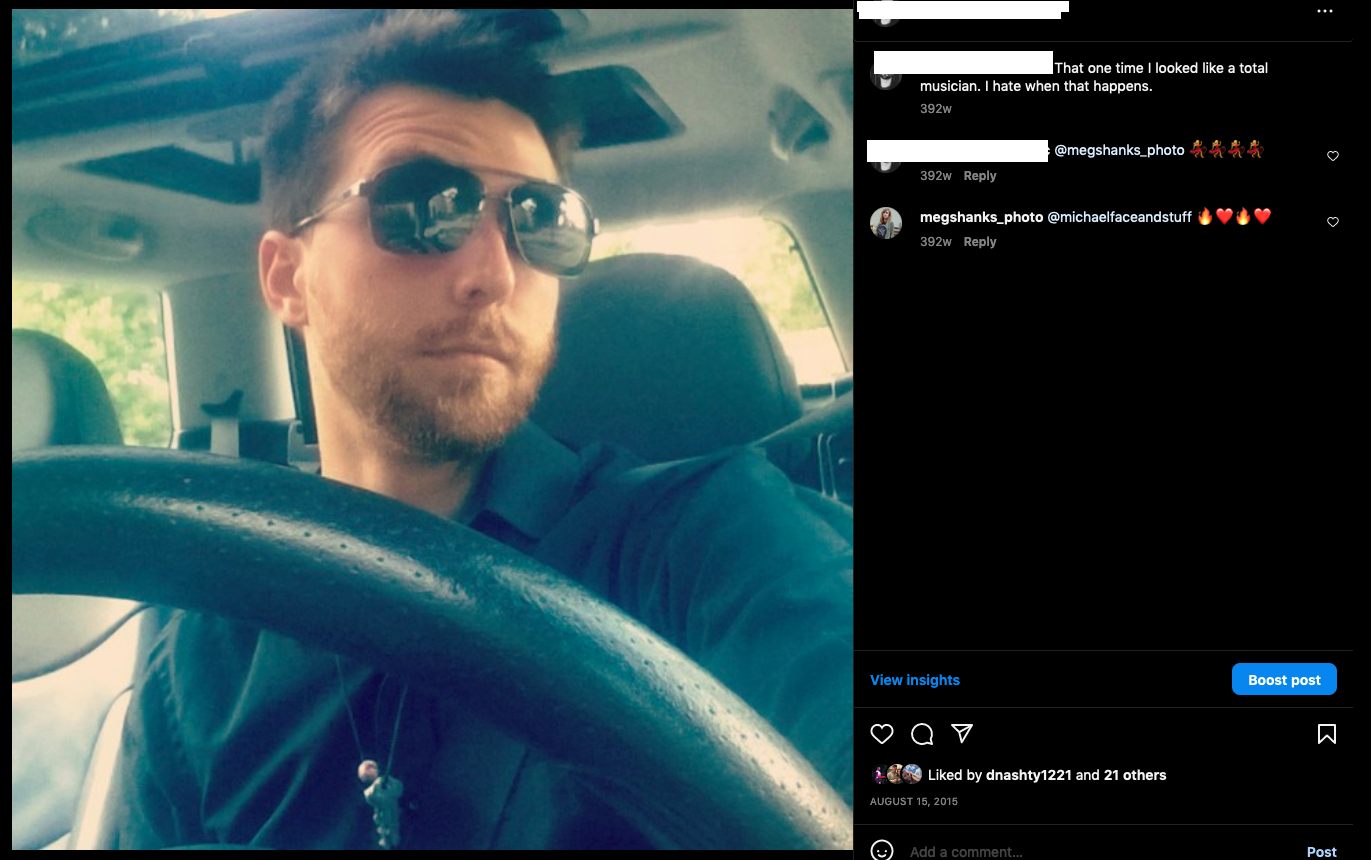 That one time I looked like a total
musician. I hate when that happens.
392w
@megshanks_photo 💃🏾💃🏾💃🏾💃🏾
392w Reply
megshanks_photo @michaelfaceandstuff 🔥❤️🔥❤️
392w Reply
View insights
Boost post
Liked by dnashty1221 and 21 others
AUGUST 15, 2015
Add a comment...
Post